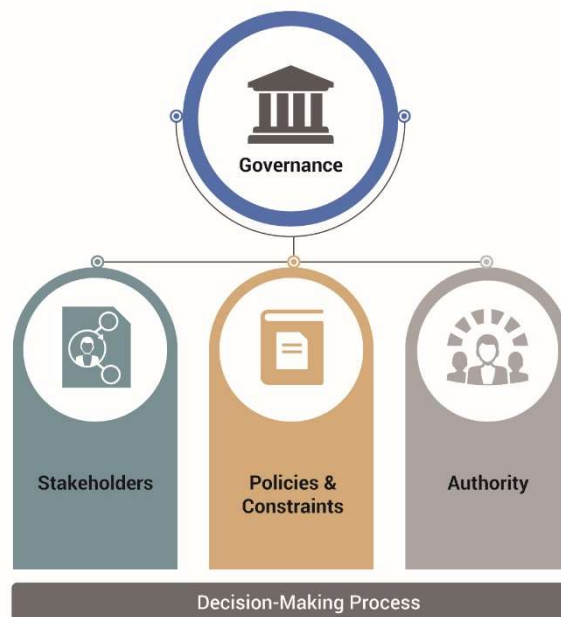 Governance
Stakeholders
Policies &
Constraints
Authority
Decision-Making Process